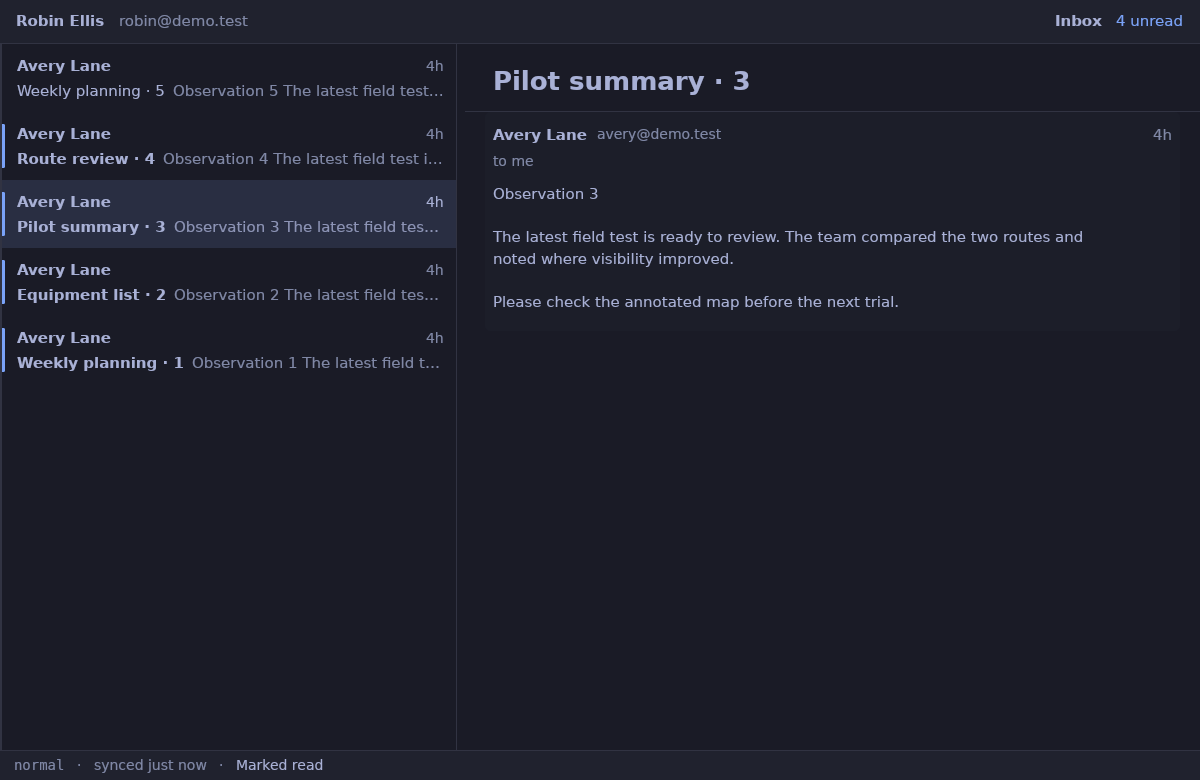 Robin Ellis robin@demo.test Inbox 4 unread
Avery Lane 4h
Weekly planning · 5 Observation 5 The latest field test…
Avery Lane 4h
Route review · 4 Observation 4 The latest field test i…
Avery Lane 4h
Pilot summary · 3 Observation 3 The latest field tes…
Avery Lane 4h
Equipment list · 2 Observation 2 The latest field tes…
Avery Lane 4h
Weekly planning · 1 Observation 1 The latest field t…
Pilot summary · 3
Avery Lane avery@demo.test 4h
to me
Observation 3
The latest field test is ready to review. The team compared the two routes and
noted where visibility improved.
Please check the annotated map before the next trial.
normal · synced just now · Marked read